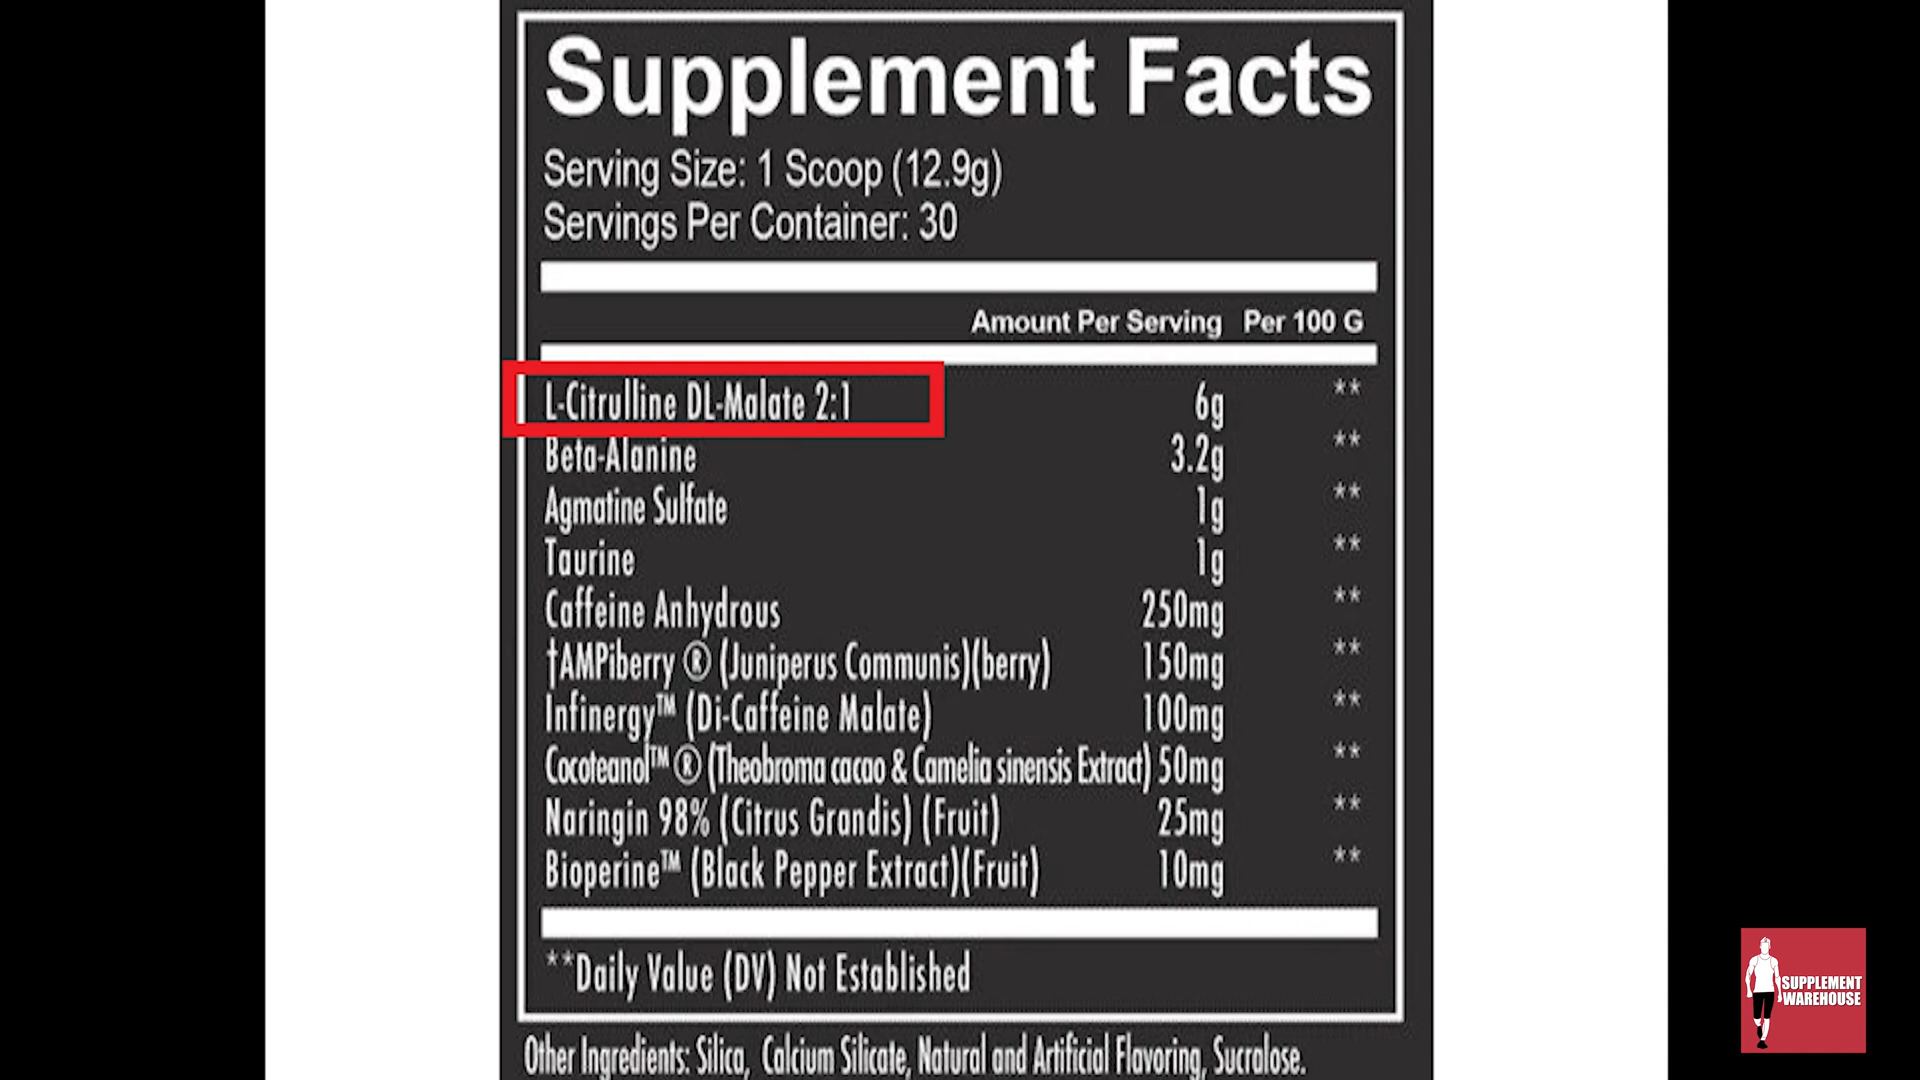 Supplement Facts
Serving Size: 1 Scoop (12.9g)
Servings Per Container: 30
Amount Per Serving Per 100 G
L-Citrulline DL-Malate 2:1 6g **
Beta-Alanine 3.2g **
Agmatine Sulfate 1g **
Taurine 1g **
Caffeine Anhydrous 250mg **
†AMPiberry ® (Juniperus Communis)(berry) 150mg **
Infinergy™ (Di-Caffeine Malate) 100mg **
Cocoteanol™ ® (Theobroma cacao & Camelia sinensis Extract) 50mg **
Naringin 98% (Citrus Grandis) (Fruit) 25mg **
Bioperine™ (Black Pepper Extract)(Fruit) 10mg **
**Daily Value (DV) Not Established
Other Ingredients: Silica, Calcium Silicate, Natural and Artificial Flavoring, Sucralose.
SUPPLEMENT
WAREHOUSE